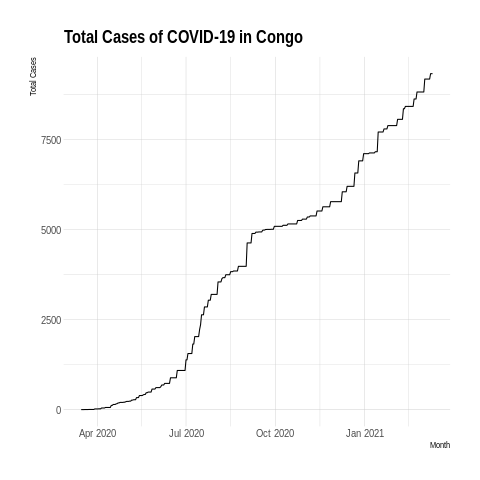 Total Cases of COVID-19 in Congo
Total Cases
7500
5000
2500
0
Apr 2020 Jul 2020 Oct 2020 Jan 2021
Month